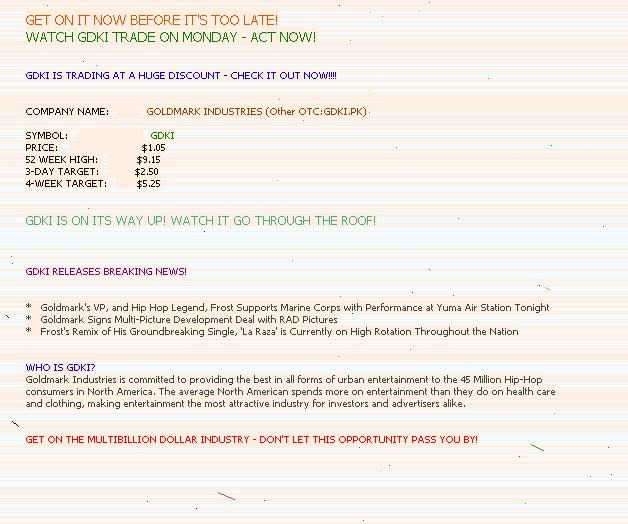 GET ON IT NOW BEFORE IT'S TOO LATE!
WATCH GDKI TRADE ON MONDAY - ACT NOW!
GDKI IS TRADING AT A HUGE DISCOUNT - CHECK IT OUT NOW!!!!
COMPANY NAME: GOLDMARK INDUSTRIES (Other OTC:GDKI.PK)
SYMBOL: GDKI
PRICE: $1.05
52 WEEK HIGH: $9.15
3-DAY TARGET: $2.50
4-WEEK TARGET: $5.25
GDKI IS ON ITS WAY UP! WATCH IT GO THROUGH THE ROOF!
GDKI RELEASES BREAKING NEWS!
* Goldmark's VP, and Hip Hop Legend, Frost Supports Marine Corps with Performance at Yuma Air Station Tonight
* Goldmark Signs Multi-Picture Development Deal with RAD Pictures
* Frost's Remix of His Groundbreaking Single, 'La Raza' is Currently on High Rotation Throughout the Nation
WHO IS GDKI?
Goldmark Industries is committed to providing the best in all forms of urban entertainment to the 45 Million Hip-Hop
consumers in North America. The average North American spends more on entertainment than they do on health care
and clothing, making entertainment the most attractive industry for investors and advertisers alike.
GET ON THE MULTIBILLION DOLLAR INDUSTRY - DON'T LET THIS OPPORTUNITY PASS YOU BY!